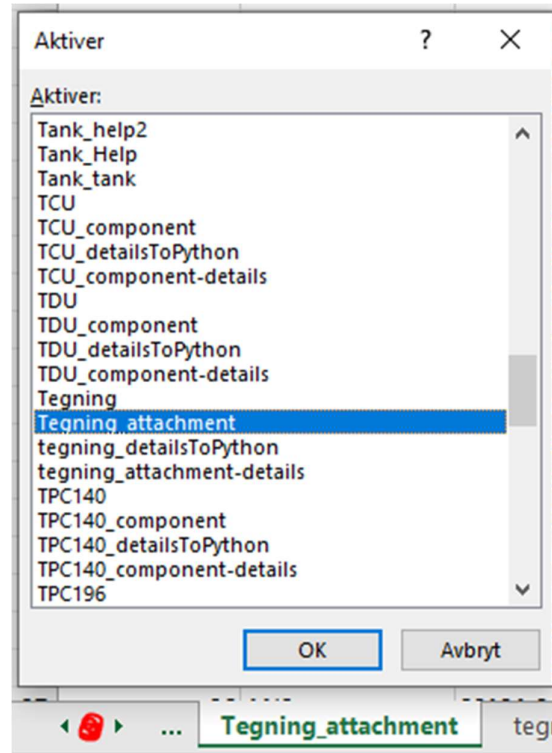 Aktiver ? X
Aktiver:
Tank_help2
Tank_Help
Tank_tank
TCU
TCU_component
TCU_detailsToPython
TCU_component-details
TDU
TDU_component
TDU_detailsToPython
TDU_component-details
Tegning
Tegning_attachment
tegning_detailsToPython
tegning_attachment-details
TPC140
TPC140_component
TPC140_detailsToPython
TPC140_component-details
TPC196
OK Avbryt
... Tegning_attachment teg